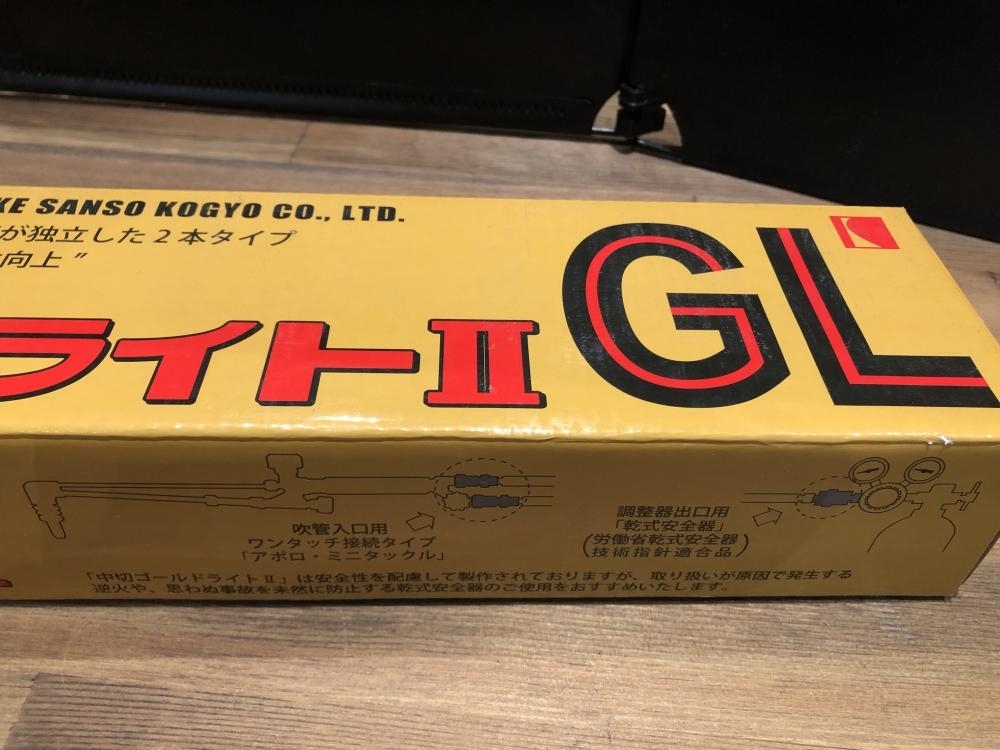 KE SANSO KOGYO CO., LTD.
が独立した2本タイプ
向上”
ライトⅡ GL
吹管入口用
ワンタッチ接続タイプ
「アポロ・ミニタックル」
調整器出口用
「乾式安全器」
(労働省乾式安全器
技術指針適合品)
「中切ゴールドライトⅡ」は安全性を配慮して製作されておりますが、取り扱いが原因で発生する
逆火や、思わぬ事故を未然に防止する乾式安全器のご使用をおすすめいたします。